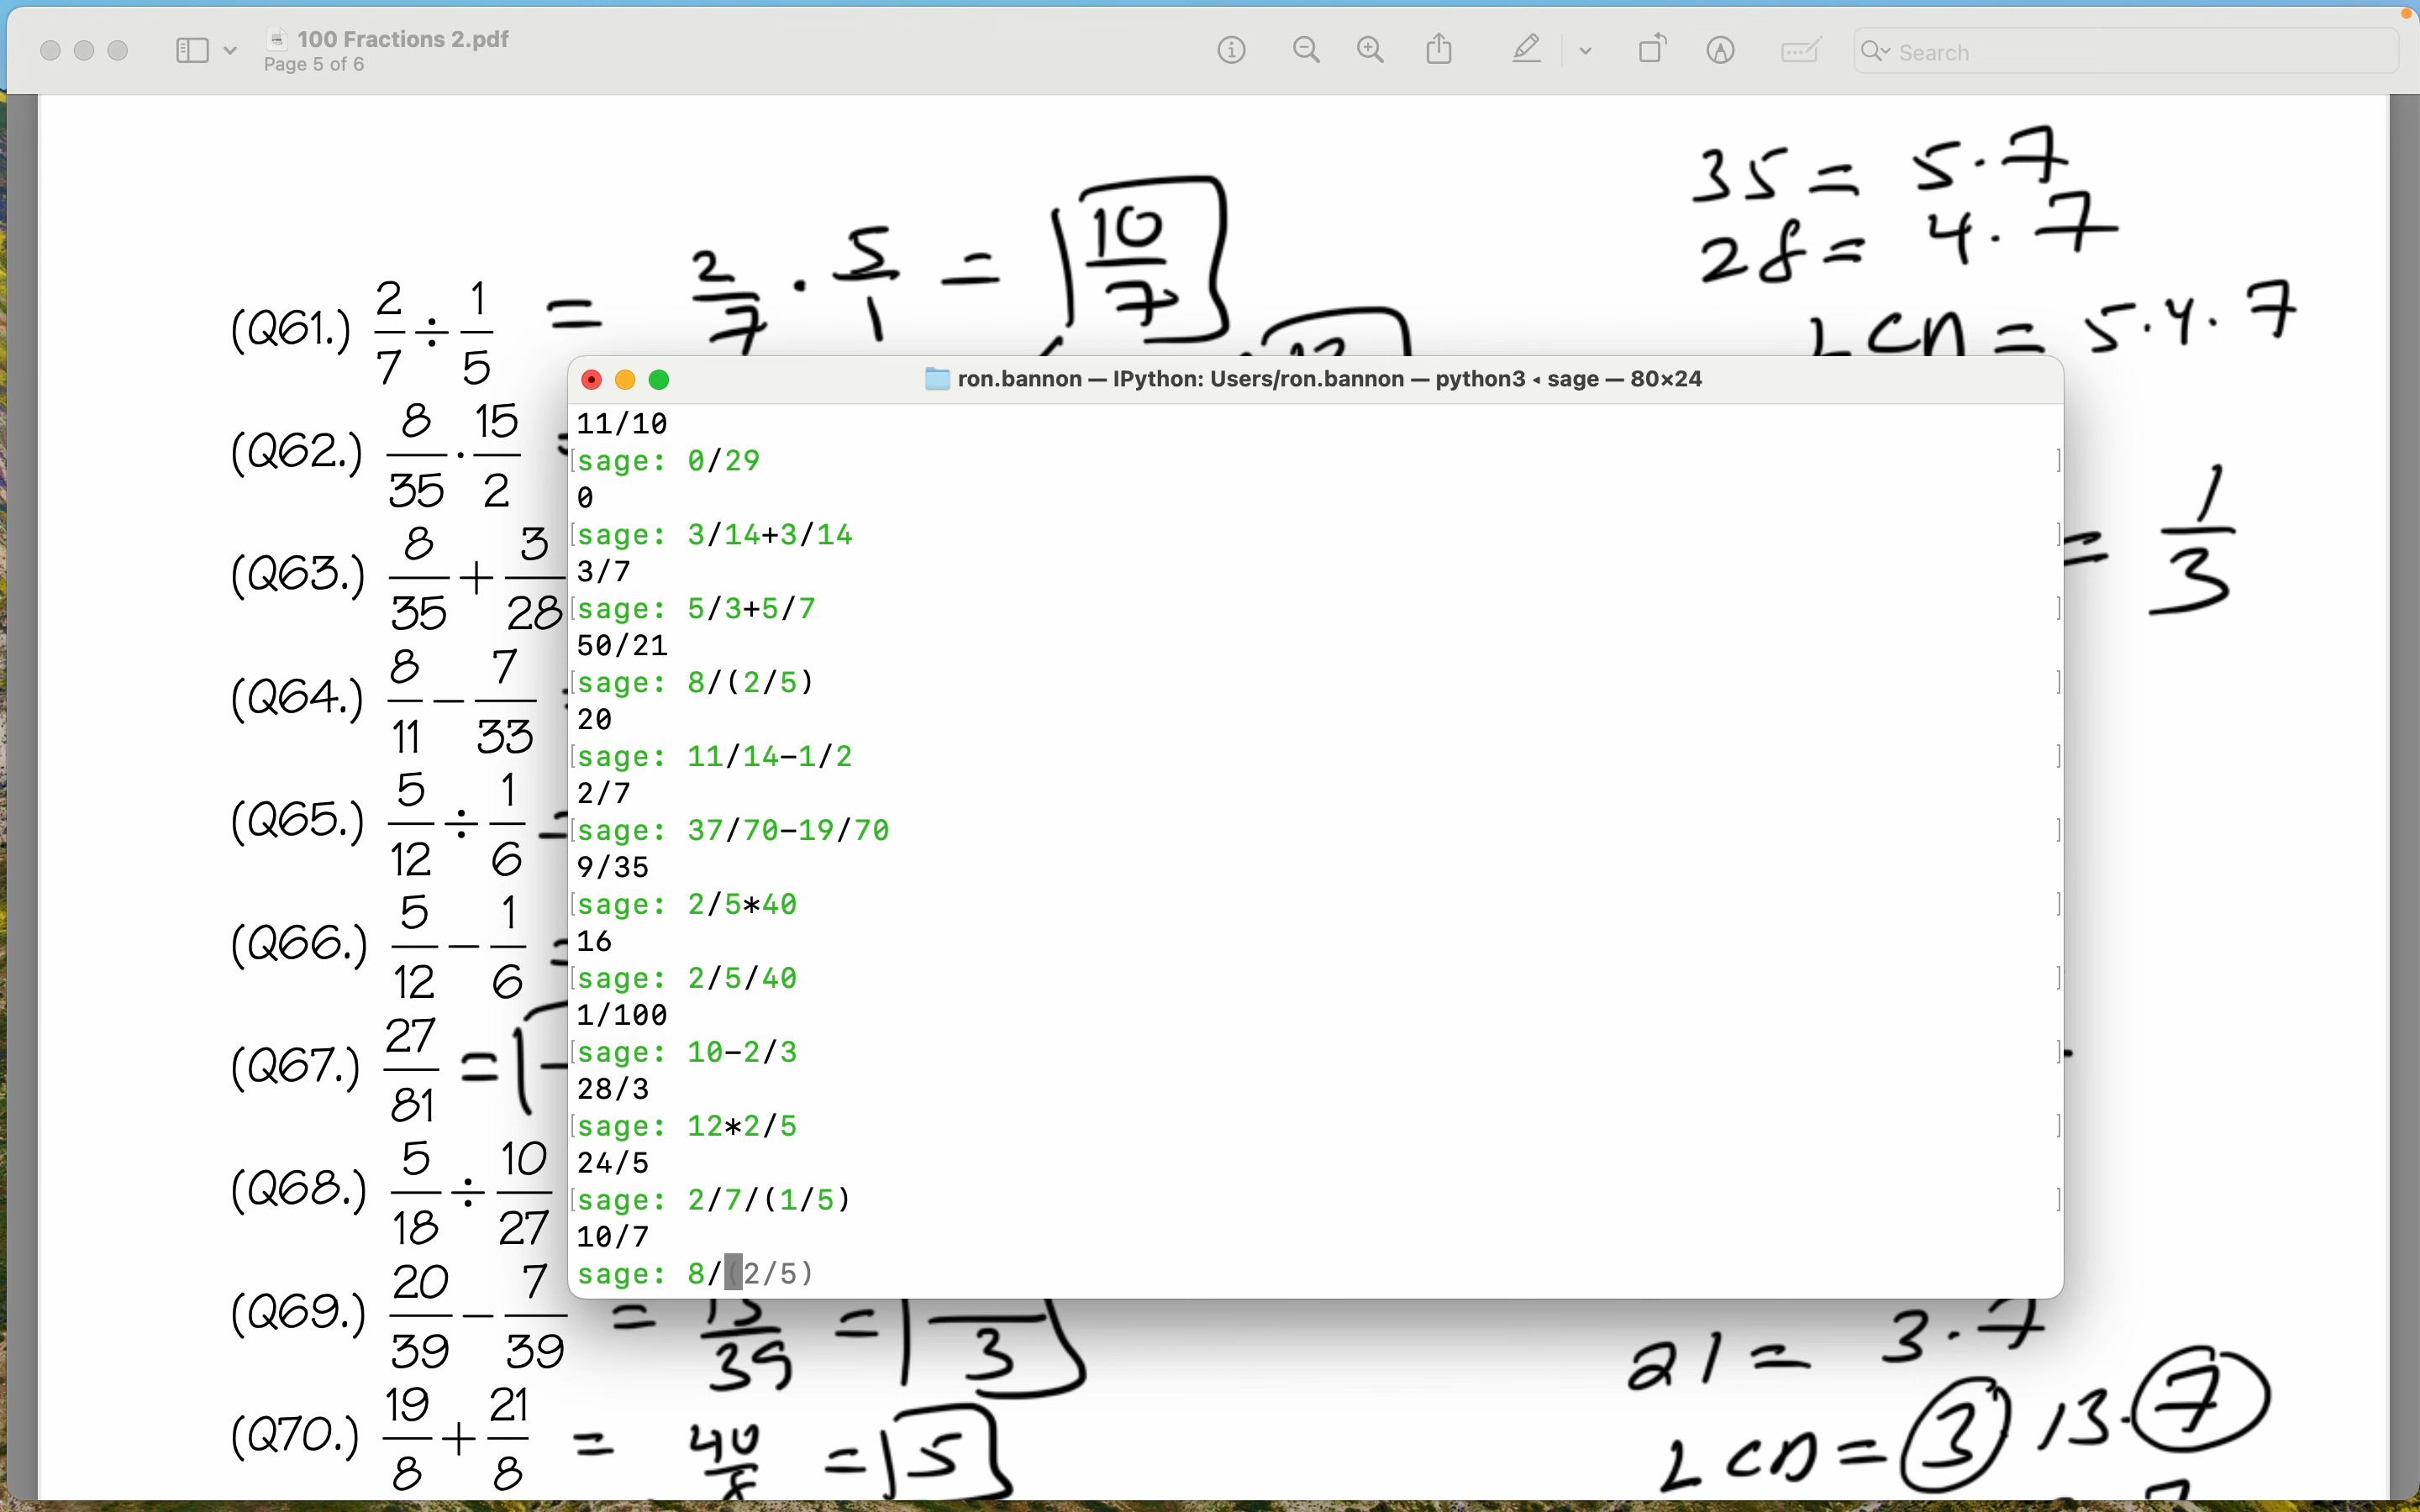 100 Fractions 2.pdf
Page 5 of 6
Search
35 = 5·7
28 = 4·7
LCD = 5·4·7
(Q61.) 2/7 ÷ 1/5 = 2/7 · 5/1 = 10/7
(Q62.) 8/35 · 15/2 =
(Q63.) 8/35 + 3/28
= 1/3
(Q64.) 8/11 − 7/33
(Q65.) 5/12 ÷ 1/6 =
(Q66.) 5/12 − 1/6 =
(Q67.) 27/81 =
(Q68.) 5/18 ÷ 10/27
(Q69.) 20/39 − 7/39 = 13/39 = /3
(Q70.) 19/8 + 21/8 = 40/8 = 5
21 = 3·7
LCD = 3·13·7
ron.bannon — IPython: Users/ron.bannon — python3 ◂ sage — 80×24
11/10
sage: 0/29
0
sage: 3/14+3/14
3/7
sage: 5/3+5/7
50/21
sage: 8/(2/5)
20
sage: 11/14-1/2
2/7
sage: 37/70-19/70
9/35
sage: 2/5*40
16
sage: 2/5/40
1/100
sage: 10-2/3
28/3
sage: 12*2/5
24/5
sage: 2/7/(1/5)
10/7
sage: 8/(2/5)